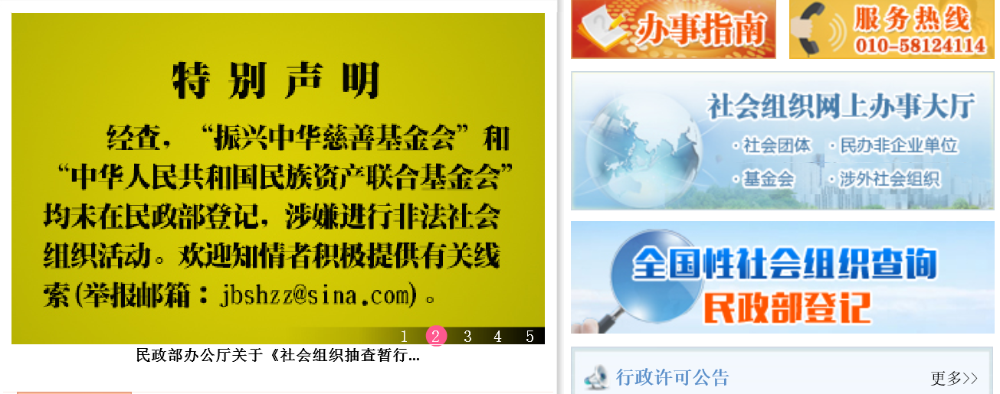 特别声明
经查，“振兴中华慈善基金会”和
“中华人民共和国民族资产联合基金会”
均未在民政部登记，涉嫌进行非法社会
组织活动。欢迎知情者积极提供有关线
索(举报邮箱：jbshzz@sina.com)。
1 2 3 4 5
民政部办公厅关于《社会组织抽查暂行...
办事指南
服务热线
010-58124114
社会组织网上办事大厅
·社会团体 ·民办非企业单位
·基金会 ·涉外社会组织
全国性社会组织查询
民政部登记
行政许可公告 更多>>